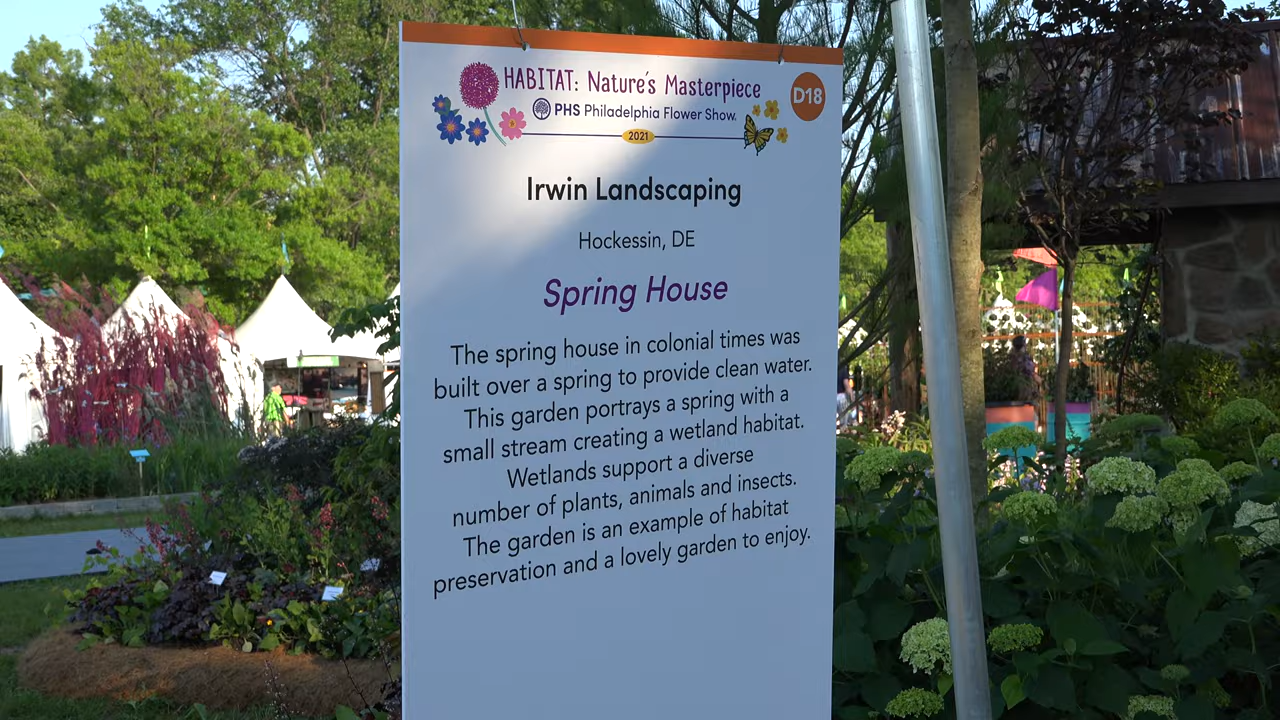 HABITAT: Nature's Masterpiece
D18
PHS Philadelphia Flower Show.
2021
Irwin Landscaping
Hockessin, DE
Spring House
The spring house in colonial times was
built over a spring to provide clean water.
This garden portrays a spring with a
small stream creating a wetland habitat.
Wetlands support a diverse
number of plants, animals and insects.
The garden is an example of habitat
preservation and a lovely garden to enjoy.